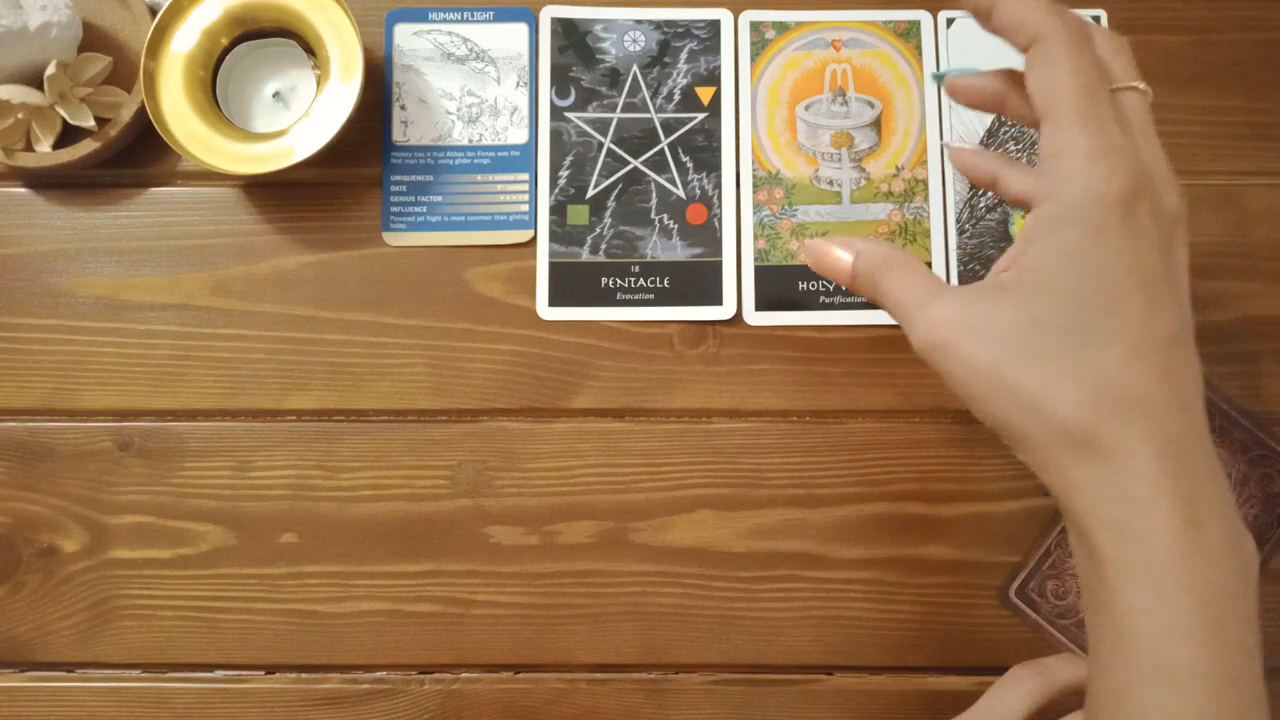 HUMAN FLIGHT
History has it that Abbas ibn Firnas was the
first man to fly, using glider wings.
UNIQUENESS
DATE
GENIUS FACTOR
INFLUENCE
Powered jet flight is more common than gliding
today.
18
PENTACLE
Evocation
HOLY
Purification